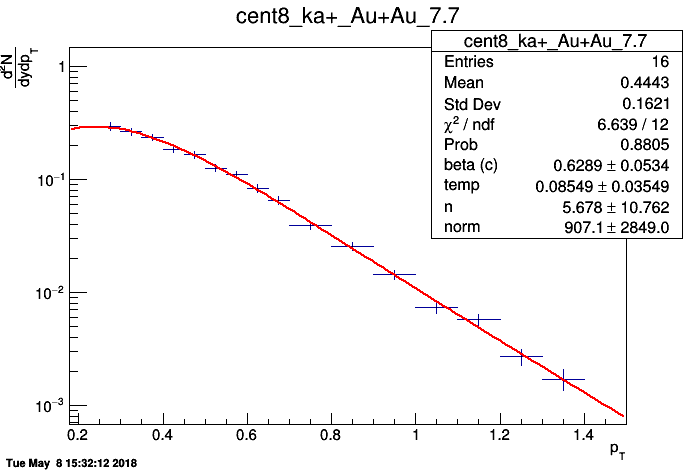 cent8_ka+_Au+Au_7.7
cent8_ka+_Au+Au_7.7
Entries 16
Mean 0.4443
Std Dev 0.1621
χ² / ndf 6.639 / 12
Prob 0.8805
beta (c) 0.6289 ± 0.0534
temp 0.08549 ± 0.03549
n 5.678 ± 10.762
norm 907.1 ± 2849.0
d²N
dydp_T
1
10⁻¹
10⁻²
10⁻³
0.2 0.4 0.6 0.8 1 1.2 1.4
p_T
Tue May 8 15:32:12 2018